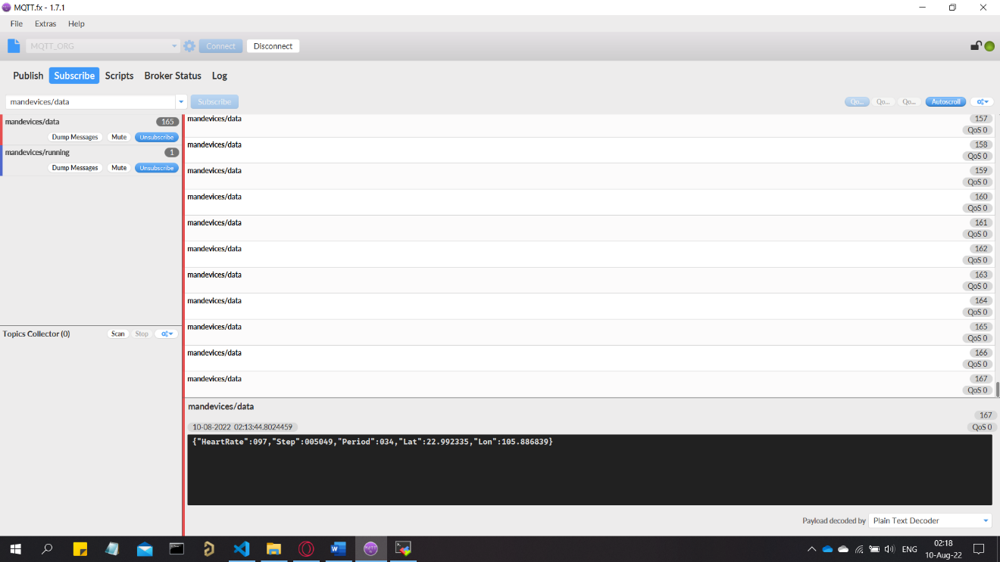 MQTT.fx - 1.7.1
File Extras Help
MQTT_ORG Connect Disconnect
Publish Subscribe Scripts Broker Status Log
mandevices/data Subscribe Qo... Qo... Qo... Autoscroll
mandevices/data 165
Dump Messages Mute Unsubscribe
mandevices/running 1
Dump Messages Mute Unsubscribe
Topics Collector (0) Scan Stop
mandevices/data 157
QoS 0
mandevices/data 158
QoS 0
mandevices/data 159
QoS 0
mandevices/data 160
QoS 0
mandevices/data 161
QoS 0
mandevices/data 162
QoS 0
mandevices/data 163
QoS 0
mandevices/data 164
QoS 0
mandevices/data 165
QoS 0
mandevices/data 166
QoS 0
mandevices/data 167
QoS 0
mandevices/data
167
10-08-2022 02:13:44.8024459 QoS 0
{"HeartRate":097,"Step":005049,"Period":034,"Lat":22.992335,"Lon":105.886839}
Payload decoded by Plain Text Decoder
ENG 02:18
10-Aug-22